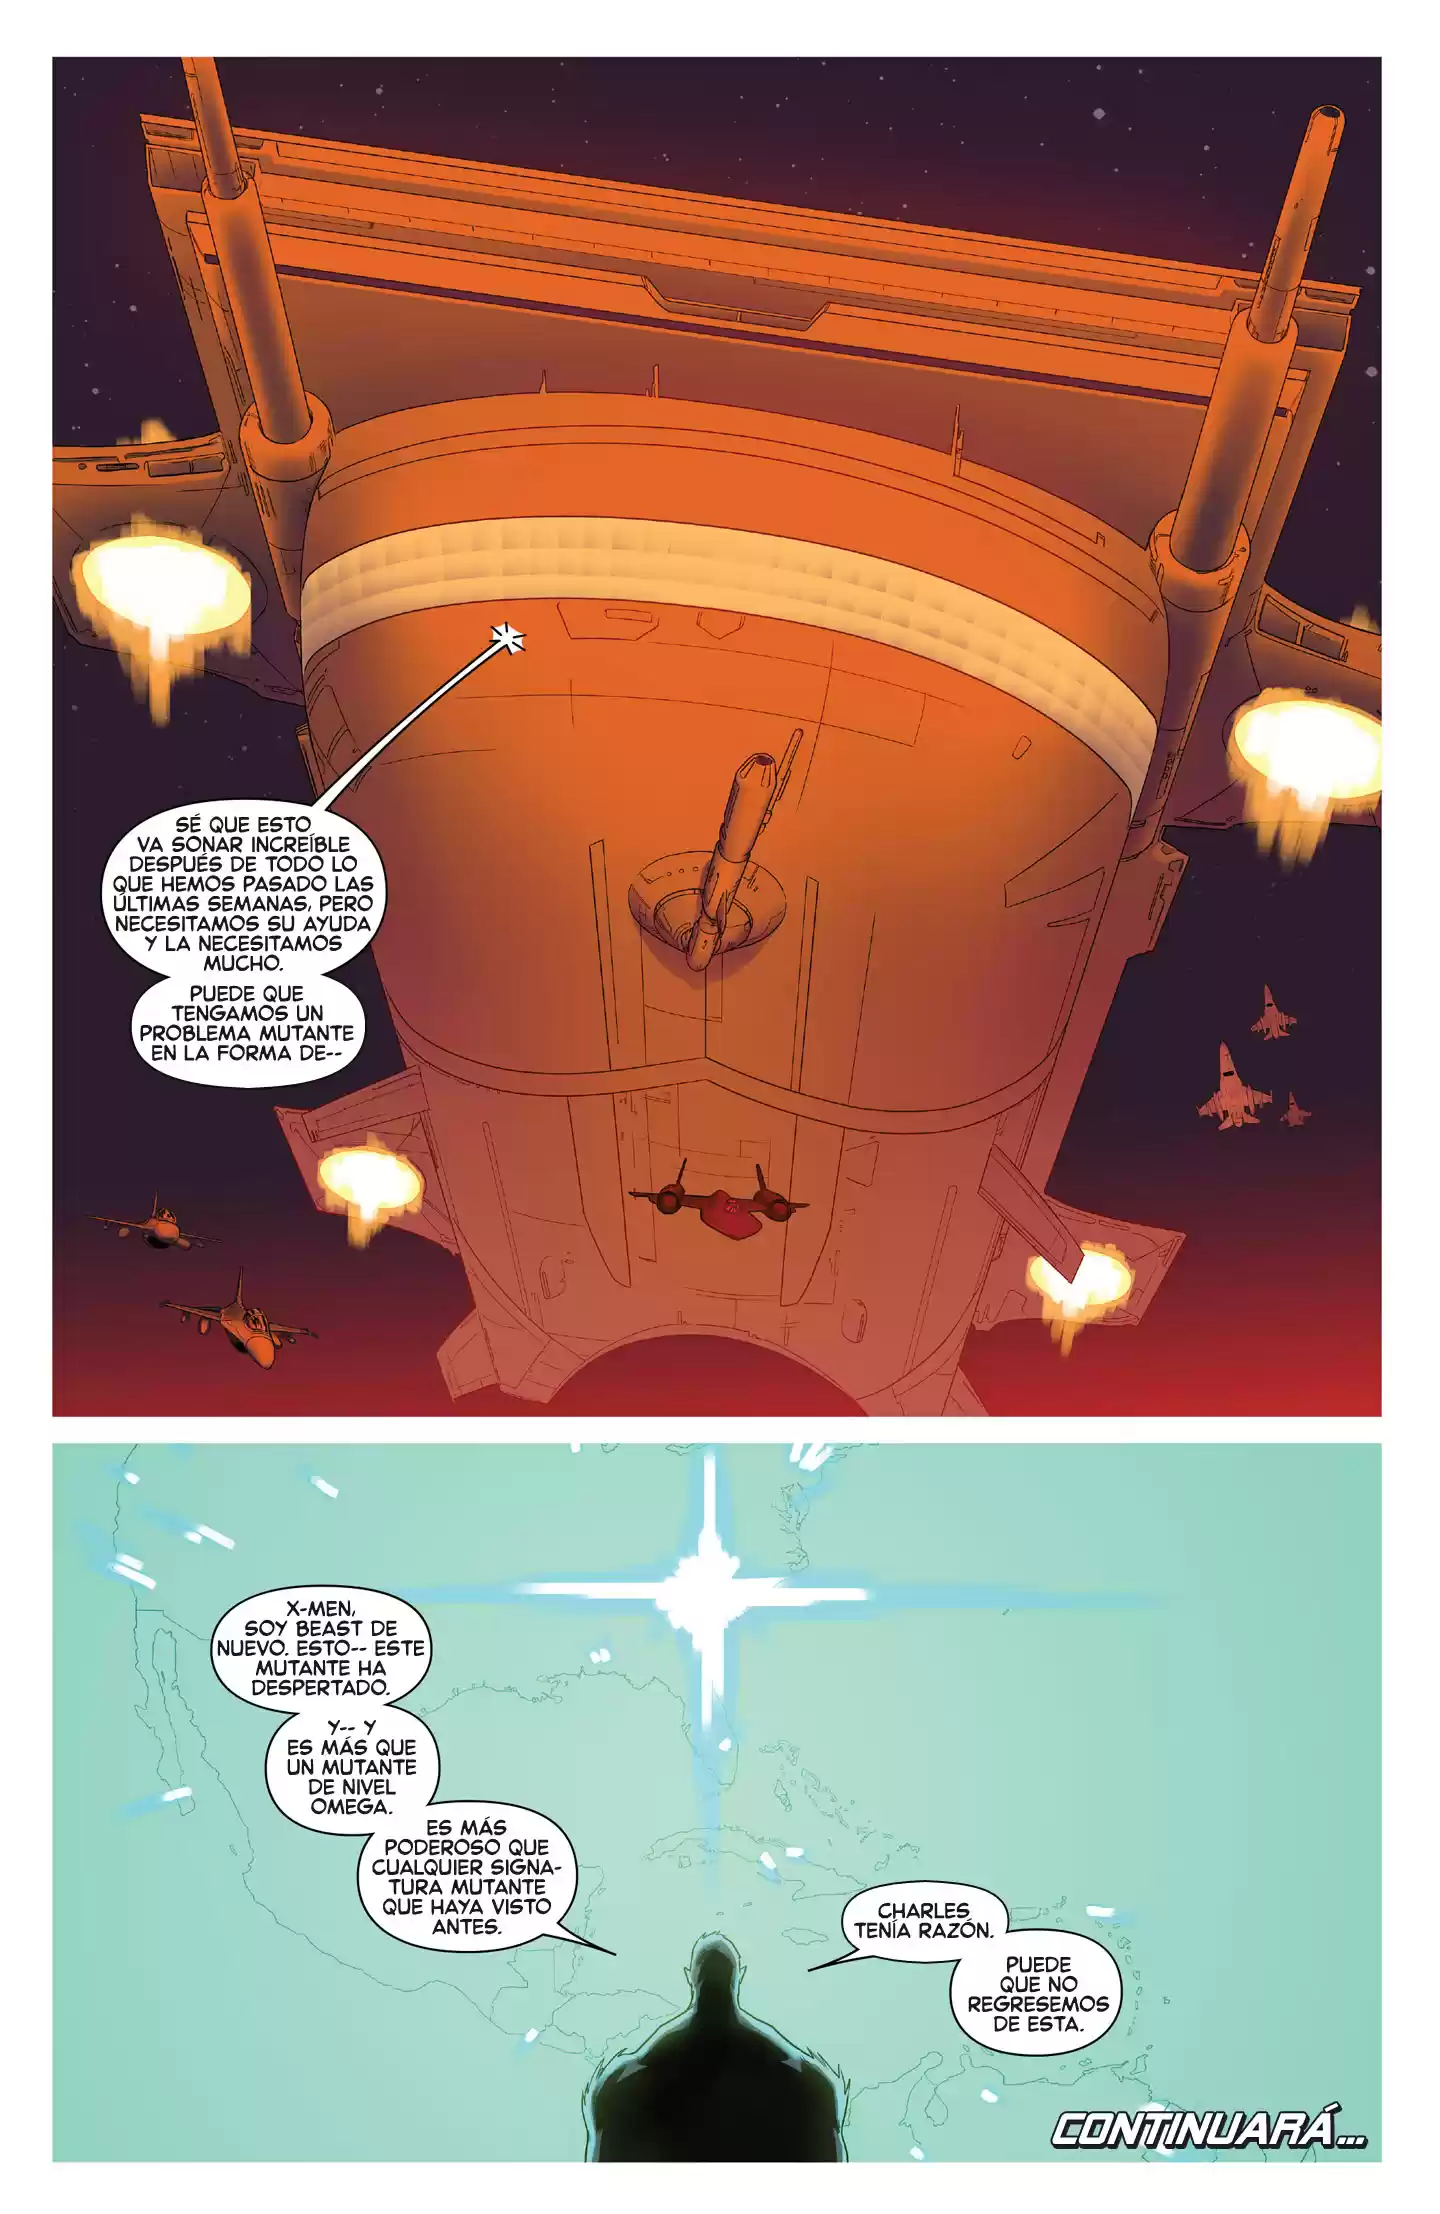 SÉ QUE ESTO
VA SONAR INCREÍBLE
DESPUÉS DE TODO LO
QUE HEMOS PASADO LAS
ÚLTIMAS SEMANAS, PERO
NECESITAMOS SU AYUDA
Y LA NECESITAMOS
MUCHO.
PUEDE QUE
TENGAMOS UN
PROBLEMA MUTANTE
EN LA FORMA DE--
X-MEN,
SOY BEAST DE
NUEVO. ESTO-- ESTE
MUTANTE HA
DESPERTADO.
Y-- Y
ES MÁS QUE
UN MUTANTE
DE NIVEL
OMEGA.
ES MÁS
PODEROSO QUE
CUALQUIER SIGNA-
TURA MUTANTE
QUE HAYA VISTO
ANTES.
CHARLES
TENÍA RAZÓN.
PUEDE
QUE NO
REGRESEMOS
DE ESTA.
CONTINUARÁ...